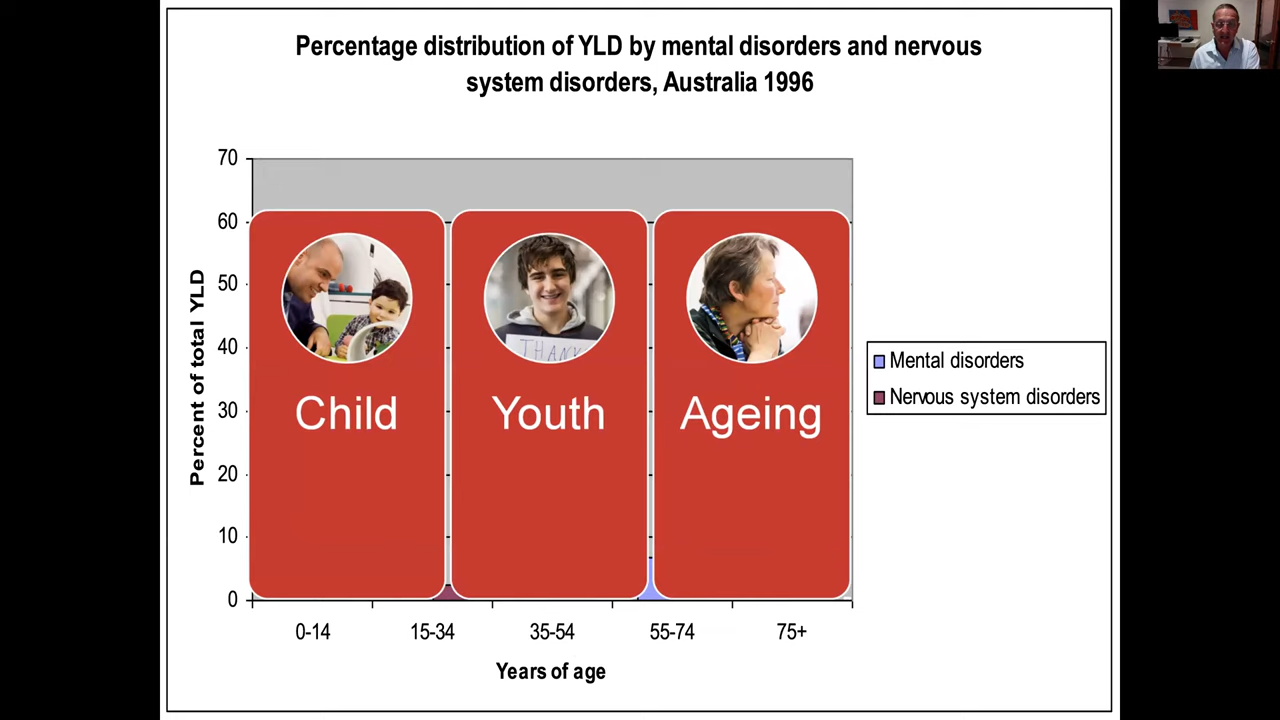 Percentage distribution of YLD by mental disorders and nervous
system disorders, Australia 1996
Percent of total YLD
70
60
50
40
30
20
10
0
Child
Youth
Ageing
THANK
Mental disorders
Nervous system disorders
0-14
15-34
35-54
55-74
75+
Years of age